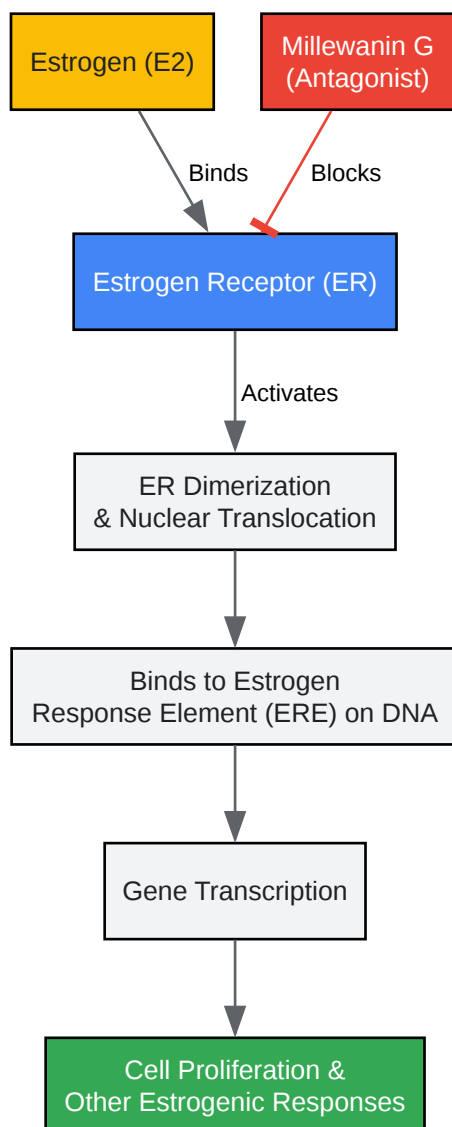 Estrogen (E2)
Millewanin G
(Antagonist)
Binds
Blocks
Estrogen Receptor (ER)
Activates
ER Dimerization
& Nuclear Translocation
Binds to Estrogen
Response Element (ERE) on DNA
Gene Transcription
Cell Proliferation &
Other Estrogenic Responses